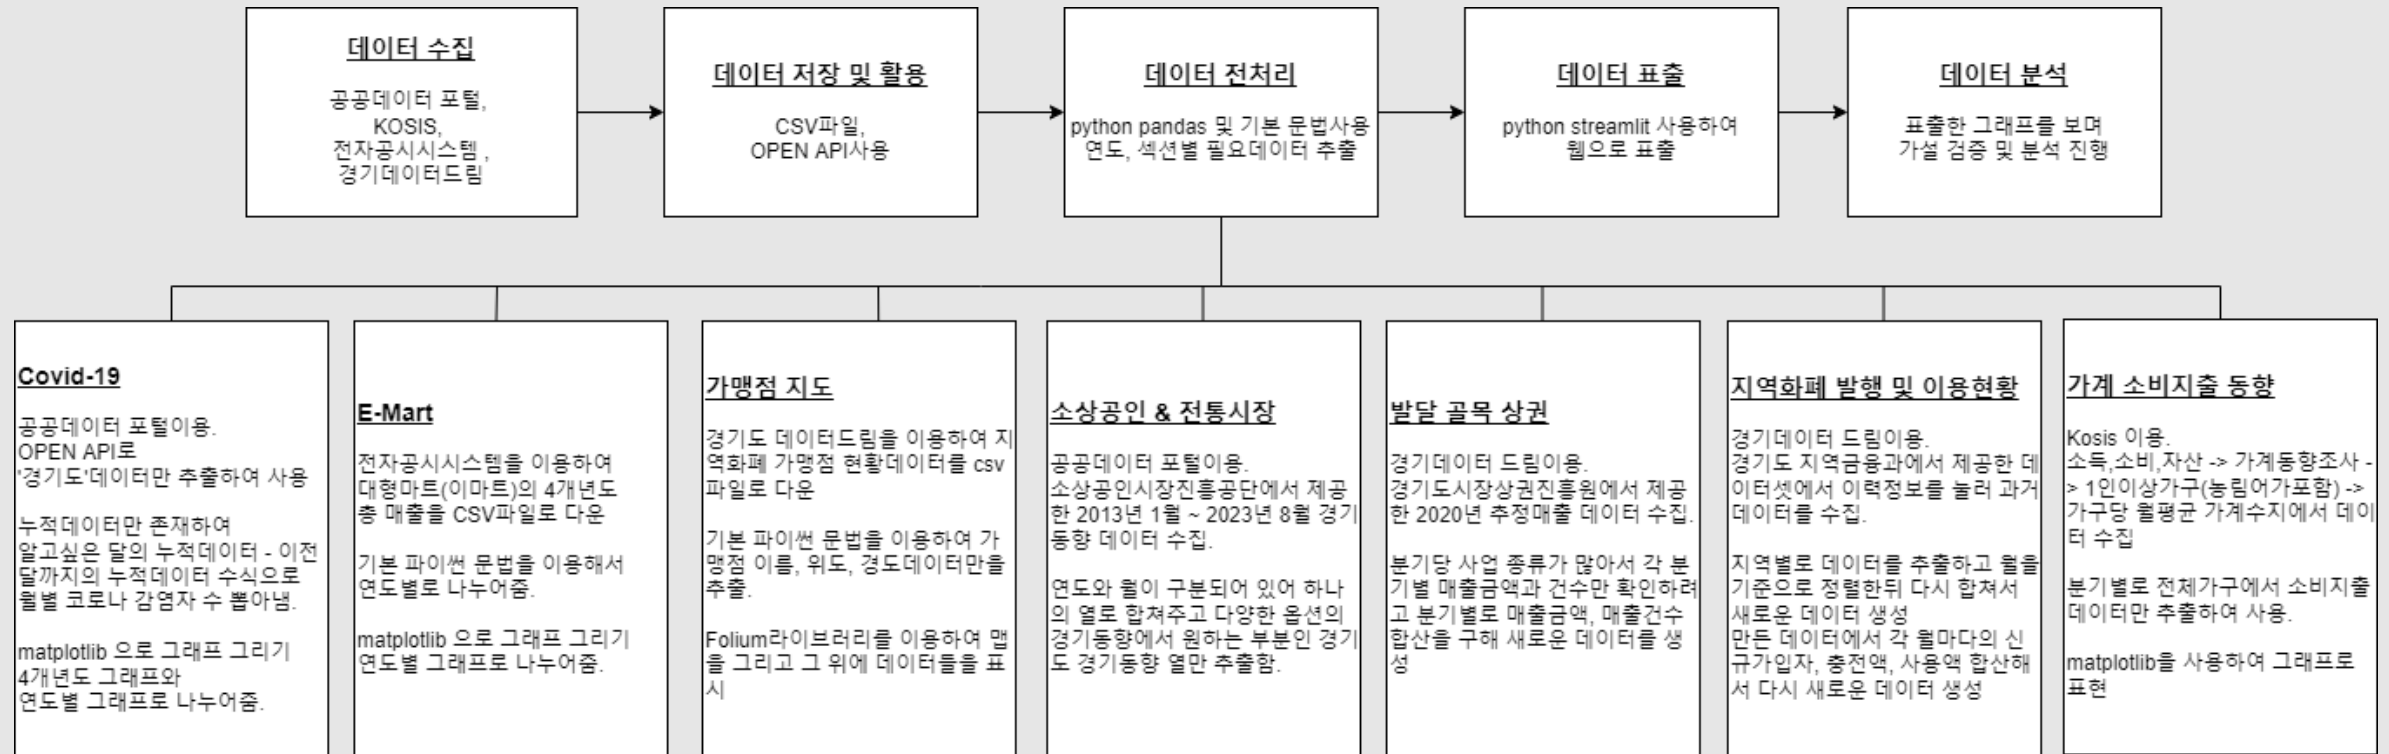 데이터 수집
공공데이터 포털,
KOSIS,
전자공시시스템 ,
경기데이터드림
데이터 저장 및 활용
CSV파일,
OPEN API사용
데이터 전처리
python pandas 및 기본 문법사용
연도, 섹션별 필요데이터 추출
데이터 표출
python streamlit 사용하여
웹으로 표출
데이터 분석
표출한 그래프를 보며
가설 검증 및 분석 진행
Covid-19
공공데이터 포털이용.
OPEN API로
'경기도'데이터만 추출하여 사용
누적데이터만 존재하여
알고싶은 달의 누적데이터 - 이전
달까지의 누적데이터 수식으로
월별 코로나 감염자 수 뽑아냄.
matplotlib 으로 그래프 그리기
4개년도 그래프와
연도별 그래프로 나누어줌.
E-Mart
전자공시시스템을 이용하여
대형마트(이마트)의 4개년도
총 매출을 CSV파일로 다운
기본 파이썬 문법을 이용해서
연도별로 나누어줌.
matplotlib 으로 그래프 그리기
연도별 그래프로 나누어줌.
가맹점 지도
경기도 데이터드림을 이용하여 지
역화폐 가맹점 현황데이터를 csv
파일로 다운
기본 파이썬 문법을 이용하여 가
맹점 이름, 위도, 경도데이터만을
추출.
Folium라이브러리를 이용하여 맵
을 그리고 그 위에 데이터들을 표
시
소상공인 & 전통시장
공공데이터 포털이용.
소상공인시장진흥공단에서 제공
한 2013년 1월 ~ 2023년 8월 경기
동향 데이터 수집.
연도와 월이 구분되어 있어 하나
의 열로 합쳐주고 다양한 옵션의
경기동향에서 원하는 부분인 경기
도 경기동향 열만 추출함.
발달 골목 상권
경기데이터 드림이용.
경기도시장상권진흥원에서 제공
한 2020년 추정매출 데이터 수집.
분기당 사업 종류가 많아서 각 분
기별 매출금액과 건수만 확인하려
고 분기별로 매출금액, 매출건수
합산을 구해 새로운 데이터를 생
성
지역화폐 발행 및 이용현황
경기데이터 드림이용.
경기도 지역금융과에서 제공한 데
이터셋에서 이력정보를 눌러 과거
데이터를 수집.
지역별로 데이터를 추출하고 월을
기준으로 정렬한뒤 다시 합쳐서
새로운 데이터 생성
만든 데이터에서 각 월마다의 신
규가입자, 충전액, 사용액 합산해
서 다시 새로운 데이터 생성
가계 소비지출 동향
Kosis 이용.
소득,소비,자산 -> 가계동향조사 -
> 1인이상가구(농림어가포함) ->
가구당 월평균 가계수지에서 데이
터 수집
분기별로 전체가구에서 소비지출
데이터만 추출하여 사용.
matplotlib을 사용하여 그래프로
표현